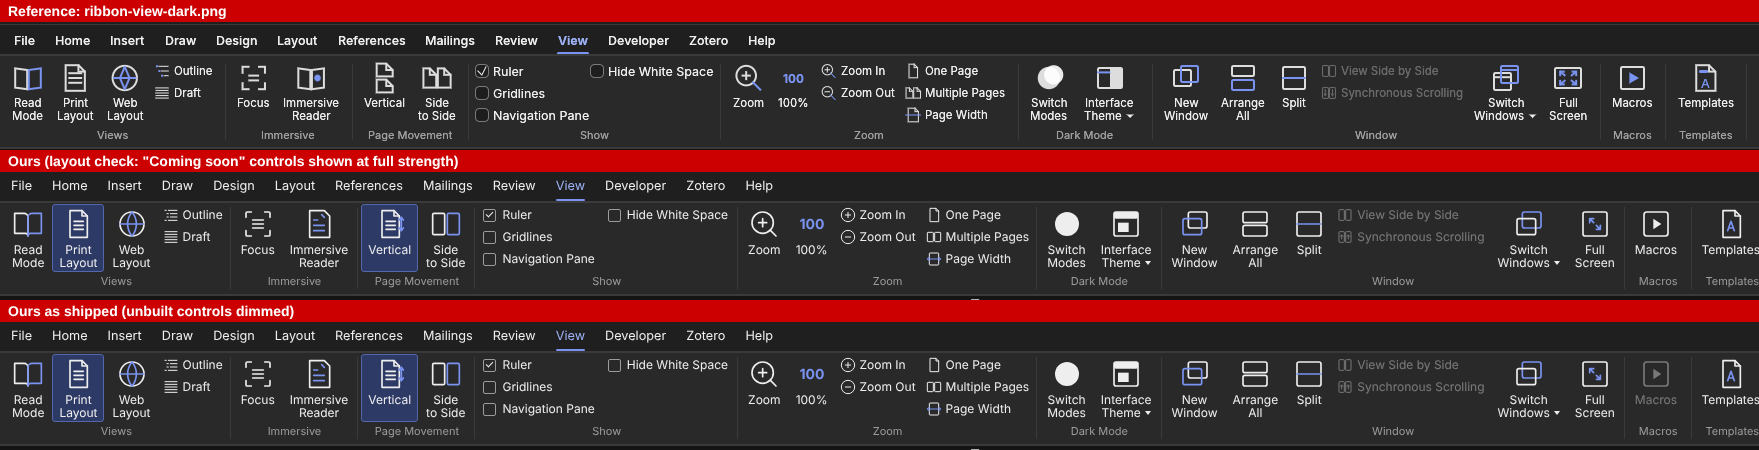 Reference: ribbon-view-dark.png
File Home Insert Draw Design Layout References Mailings Review View Developer Zotero Help
Read Mode Print Layout Web Layout Outline Draft Focus Immersive Reader Vertical Side to Side Ruler Gridlines Navigation Pane Hide White Space Zoom 100 100% Zoom In Zoom Out One Page Multiple Pages Page Width Switch Modes Interface Theme New Window Arrange All Split View Side by Side Synchronous Scrolling Switch Windows Full Screen Macros Templates
Views Immersive Page Movement Show Zoom Dark Mode Window Macros Templates
Ours (layout check: "Coming soon" controls shown at full strength)
File Home Insert Draw Design Layout References Mailings Review View Developer Zotero Help
Read Mode Print Layout Web Layout Outline Draft Focus Immersive Reader Vertical Side to Side Ruler Gridlines Navigation Pane Hide White Space Zoom 100 100% Zoom In Zoom Out One Page Multiple Pages Page Width Switch Modes Interface Theme New Window Arrange All Split View Side by Side Synchronous Scrolling Switch Windows Full Screen Macros Templates
Views Immersive Page Movement Show Zoom Dark Mode Window Macros Templates
Ours as shipped (unbuilt controls dimmed)
File Home Insert Draw Design Layout References Mailings Review View Developer Zotero Help
Read Mode Print Layout Web Layout Outline Draft Focus Immersive Reader Vertical Side to Side Ruler Gridlines Navigation Pane Hide White Space Zoom 100 100% Zoom In Zoom Out One Page Multiple Pages Page Width Switch Modes Interface Theme New Window Arrange All Split View Side by Side Synchronous Scrolling Switch Windows Full Screen Macros Templates
Views Immersive Page Movement Show Zoom Dark Mode Window Macros Templates